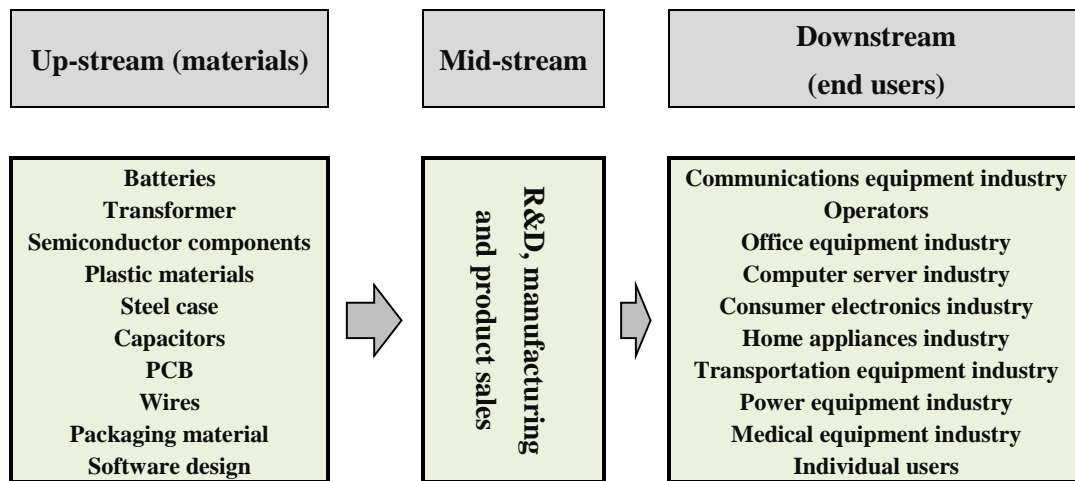 Up-stream (materials)
Mid-stream
Downstream
(end users)
Batteries
Transformer
Semiconductor components
Plastic materials
Steel case
Capacitors
PCB
Wires
Packaging material
Software design
R&D, manufacturing
and product sales
Communications equipment industry
Operators
Office equipment industry
Computer server industry
Consumer electronics industry
Home appliances industry
Transportation equipment industry
Power equipment industry
Medical equipment industry
Individual users